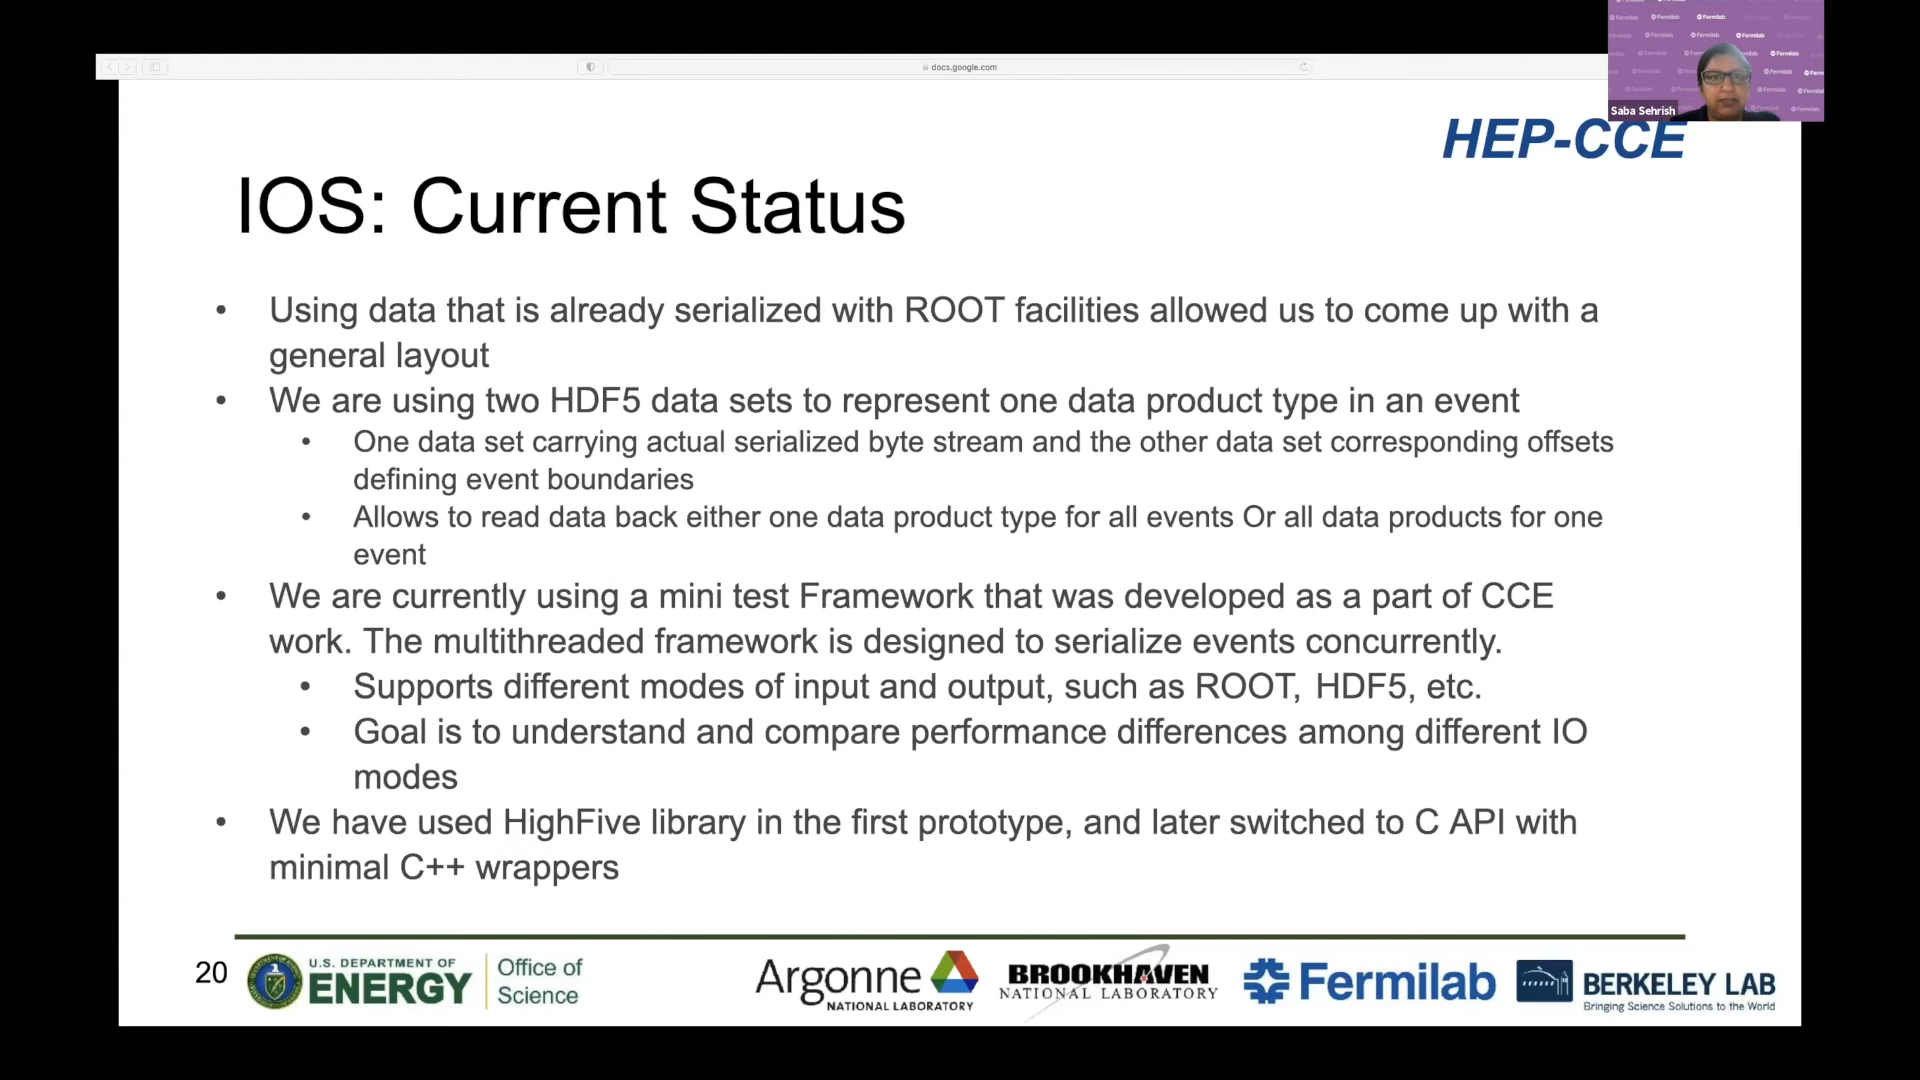 docs.google.com
Saba Sehrish
HEP-CCE
IOS: Current Status
• Using data that is already serialized with ROOT facilities allowed us to come up with a
general layout
• We are using two HDF5 data sets to represent one data product type in an event
• One data set carrying actual serialized byte stream and the other data set corresponding offsets
defining event boundaries
• Allows to read data back either one data product type for all events Or all data products for one
event
• We are currently using a mini test Framework that was developed as a part of CCE
work. The multithreaded framework is designed to serialize events concurrently.
• Supports different modes of input and output, such as ROOT, HDF5, etc.
• Goal is to understand and compare performance differences among different IO
modes
• We have used HighFive library in the first prototype, and later switched to C API with
minimal C++ wrappers
20
U.S. DEPARTMENT OF
ENERGY
Office of
Science
Argonne
NATIONAL LABORATORY
BROOKHAVEN
NATIONAL LABORATORY
Fermilab
BERKELEY LAB
Bringing Science Solutions to the World